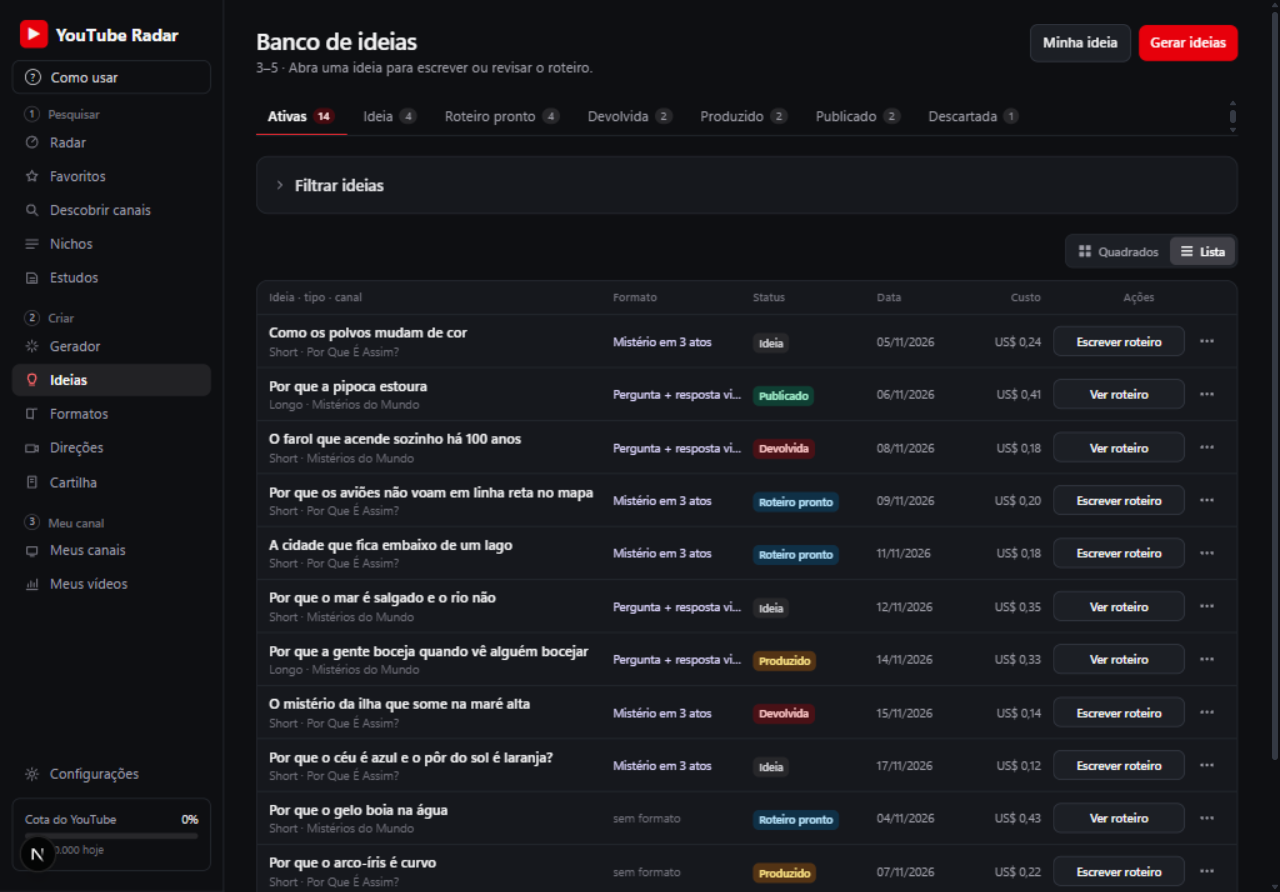 YouTube Radar
? Como usar
1 Pesquisar
Radar
Favoritos
Descobrir canais
Nichos
Estudos
2 Criar
Gerador
Ideias
Formatos
Direções
Cartilha
3 Meu canal
Meus canais
Meus vídeos
Configurações
Cota do YouTube 0%
0.000 hoje
N
Banco de ideias
3–5 · Abra uma ideia para escrever ou revisar o roteiro.
Minha ideia
Gerar ideias
Ativas 14 Ideia 4 Roteiro pronto 4 Devolvida 2 Produzido 2 Publicado 2 Descartada 1
Filtrar ideias
Quadrados Lista
Ideia · tipo · canal Formato Status Data Custo Ações
Como os polvos mudam de cor
Short · Por Que É Assim?
Mistério em 3 atos Ideia 05/11/2026 US$ 0,24 Escrever roteiro ···
Por que a pipoca estoura
Longo · Mistérios do Mundo
Pergunta + resposta vi... Publicado 06/11/2026 US$ 0,41 Ver roteiro ···
O farol que acende sozinho há 100 anos
Short · Mistérios do Mundo
Pergunta + resposta vi... Devolvida 08/11/2026 US$ 0,18 Ver roteiro ···
Por que os aviões não voam em linha reta no mapa
Short · Por Que É Assim?
Mistério em 3 atos Roteiro pronto 09/11/2026 US$ 0,20 Escrever roteiro ···
A cidade que fica embaixo de um lago
Short · Por Que É Assim?
Mistério em 3 atos Roteiro pronto 11/11/2026 US$ 0,18 Escrever roteiro ···
Por que o mar é salgado e o rio não
Short · Mistérios do Mundo
Pergunta + resposta vi... Ideia 12/11/2026 US$ 0,35 Ver roteiro ···
Por que a gente boceja quando vê alguém bocejar
Longo · Mistérios do Mundo
Pergunta + resposta vi... Produzido 14/11/2026 US$ 0,33 Ver roteiro ···
O mistério da ilha que some na maré alta
Short · Por Que É Assim?
Mistério em 3 atos Devolvida 15/11/2026 US$ 0,14 Escrever roteiro ···
Por que o céu é azul e o pôr do sol é laranja?
Short · Por Que É Assim?
Mistério em 3 atos Ideia 17/11/2026 US$ 0,12 Escrever roteiro ···
Por que o gelo boia na água
Short · Mistérios do Mundo
sem formato Roteiro pronto 04/11/2026 US$ 0,43 Ver roteiro ···
Por que o arco-íris é curvo
Short · Por Que É Assim?
sem formato Produzido 07/11/2026 US$ 0,22 Escrever roteiro ···